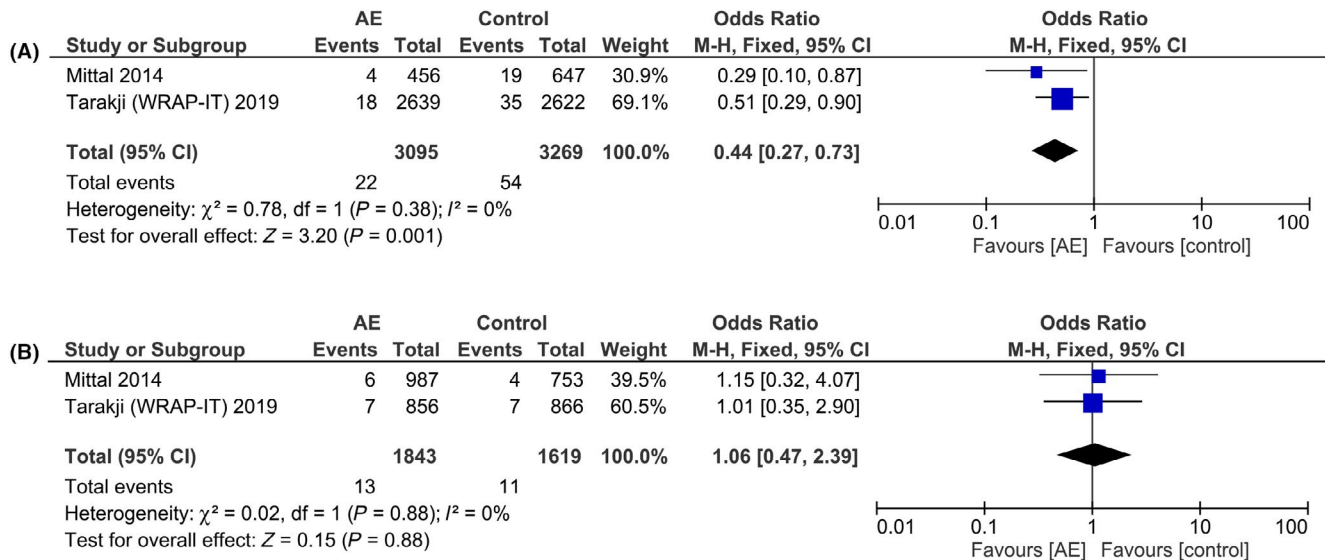 AE Control Odds Ratio Odds Ratio
(A) Study or Subgroup Events Total Events Total Weight M-H, Fixed, 95% CI M-H, Fixed, 95% CI
Mittal 2014 4 456 19 647 30.9% 0.29 [0.10, 0.87]
Tarakji (WRAP-IT) 2019 18 2639 35 2622 69.1% 0.51 [0.29, 0.90]
Total (95% CI) 3095 3269 100.0% 0.44 [0.27, 0.73]
Total events 22 54
Heterogeneity: χ² = 0.78, df = 1 (P = 0.38); I² = 0%
Test for overall effect: Z = 3.20 (P = 0.001)
0.01 0.1 1 10 100
Favours [AE] Favours [control]
AE Control Odds Ratio Odds Ratio
(B) Study or Subgroup Events Total Events Total Weight M-H, Fixed, 95% CI M-H, Fixed, 95% CI
Mittal 2014 6 987 4 753 39.5% 1.15 [0.32, 4.07]
Tarakji (WRAP-IT) 2019 7 856 7 866 60.5% 1.01 [0.35, 2.90]
Total (95% CI) 1843 1619 100.0% 1.06 [0.47, 2.39]
Total events 13 11
Heterogeneity: χ² = 0.02, df = 1 (P = 0.88); I² = 0%
Test for overall effect: Z = 0.15 (P = 0.88)
0.01 0.1 1 10 100
Favours [AE] Favours [control]